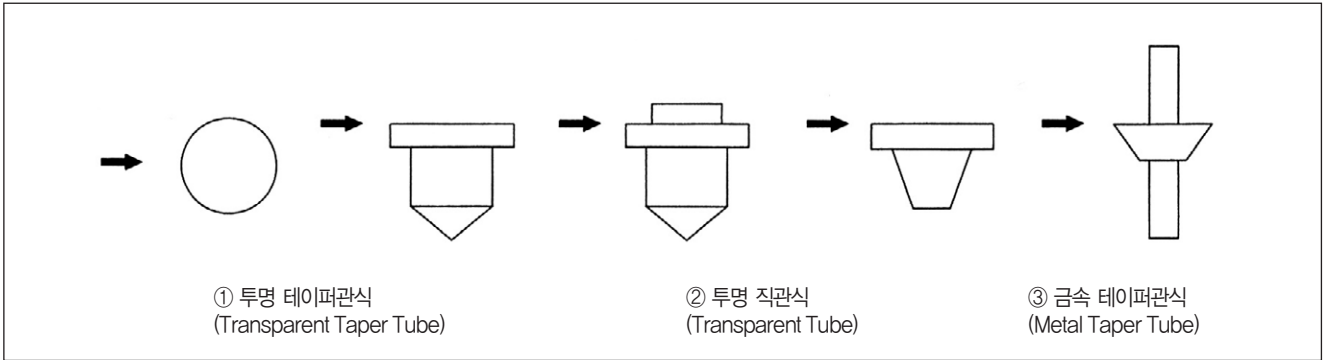 ① 투명 테이퍼관식
(Transparent Taper Tube)
② 투명 직관식
(Transparent Tube)
③ 금속 테이퍼관식
(Metal Taper Tube)